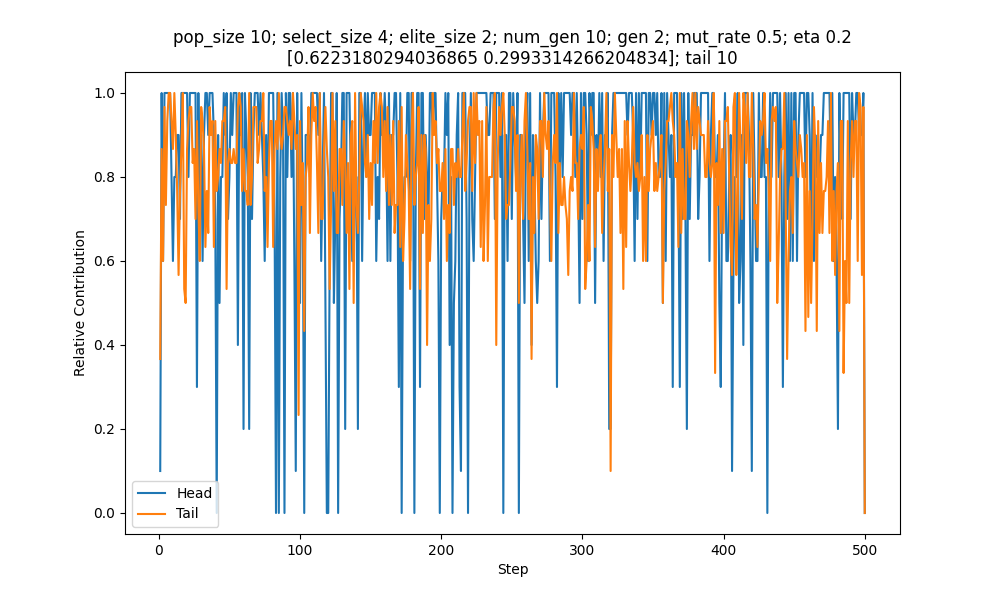 pop_size 10; select_size 4; elite_size 2; num_gen 10; gen 2; mut_rate 0.5; eta 0.2
[0.6223180294036865 0.2993314266204834]; tail 10
Relative Contribution
1.0
0.8
0.6
0.4
0.2
0.0
Head
Tail
0 100 200 300 400 500
Step